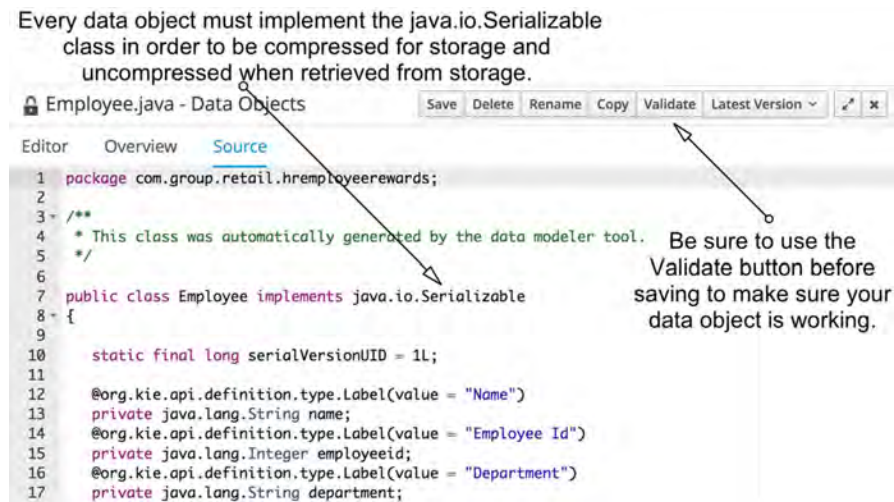 Every data object must implement the java.io.Serializable
class in order to be compressed for storage and
uncompressed when retrieved from storage.
Employee.java - Data Objects
Save Delete Rename Copy Validate Latest Version
Editor Overview Source
1 package com.group.retail.hremployeerewards;
2
3 /**
4 * This class was automatically generated by the data modeler tool.
5 */
6
7 public class Employee implements java.io.Serializable
8 {
9
10 static final long serialVersionUID = 1L;
11
12 @org.kie.api.definition.type.Label(value = "Name")
13 private java.lang.String name;
14 @org.kie.api.definition.type.Label(value = "Employee Id")
15 private java.lang.Integer employeeid;
16 @org.kie.api.definition.type.Label(value = "Department")
17 private java.lang.String department;
Be sure to use the
Validate button before
saving to make sure your
data object is working.